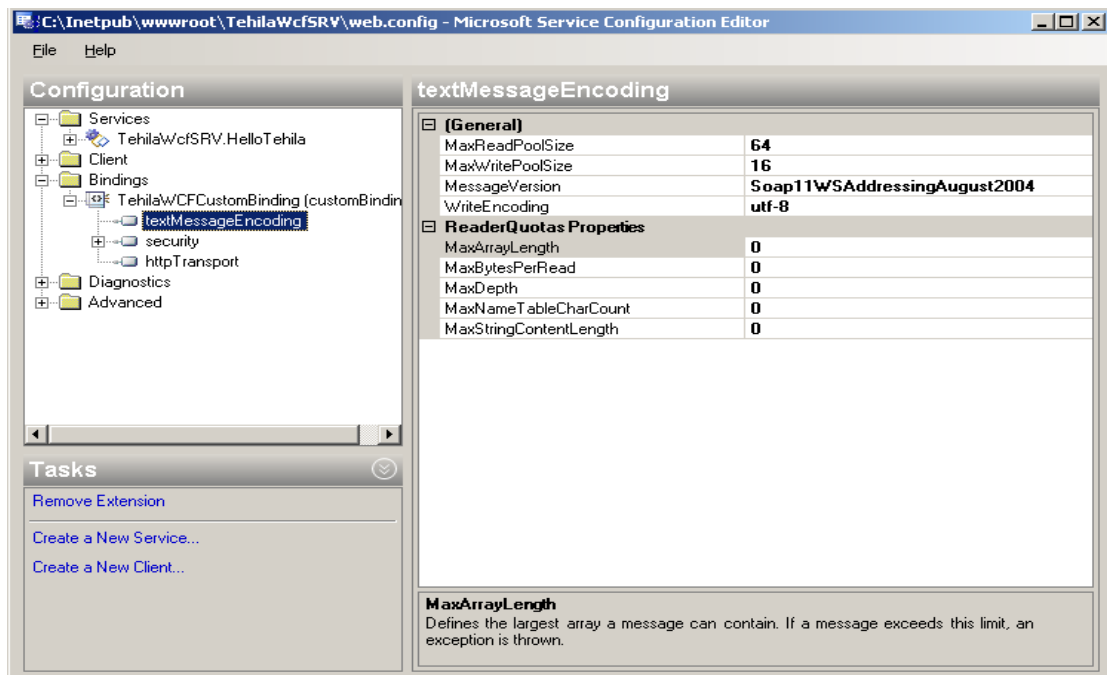 C:\Inetpub\wwwroot\TehilaWcfSRV\web.config - Microsoft Service Configuration Editor
File Help
Configuration
Services
TehilaWcfSRV.HelloTehila
Client
Bindings
TehilaWCFCustomBinding (customBindin
textMessageEncoding
security
httpTransport
Diagnostics
Advanced
Tasks
Remove Extension
Create a New Service...
Create a New Client...
textMessageEncoding
(General)
MaxReadPoolSize 64
MaxWritePoolSize 16
MessageVersion Soap11WSAddressingAugust2004
WriteEncoding utf-8
ReaderQuotas Properties
MaxArrayLength 0
MaxBytesPerRead 0
MaxDepth 0
MaxNameTableCharCount 0
MaxStringContentLength 0
MaxArrayLength
Defines the largest array a message can contain. If a message exceeds this limit, an
exception is thrown.